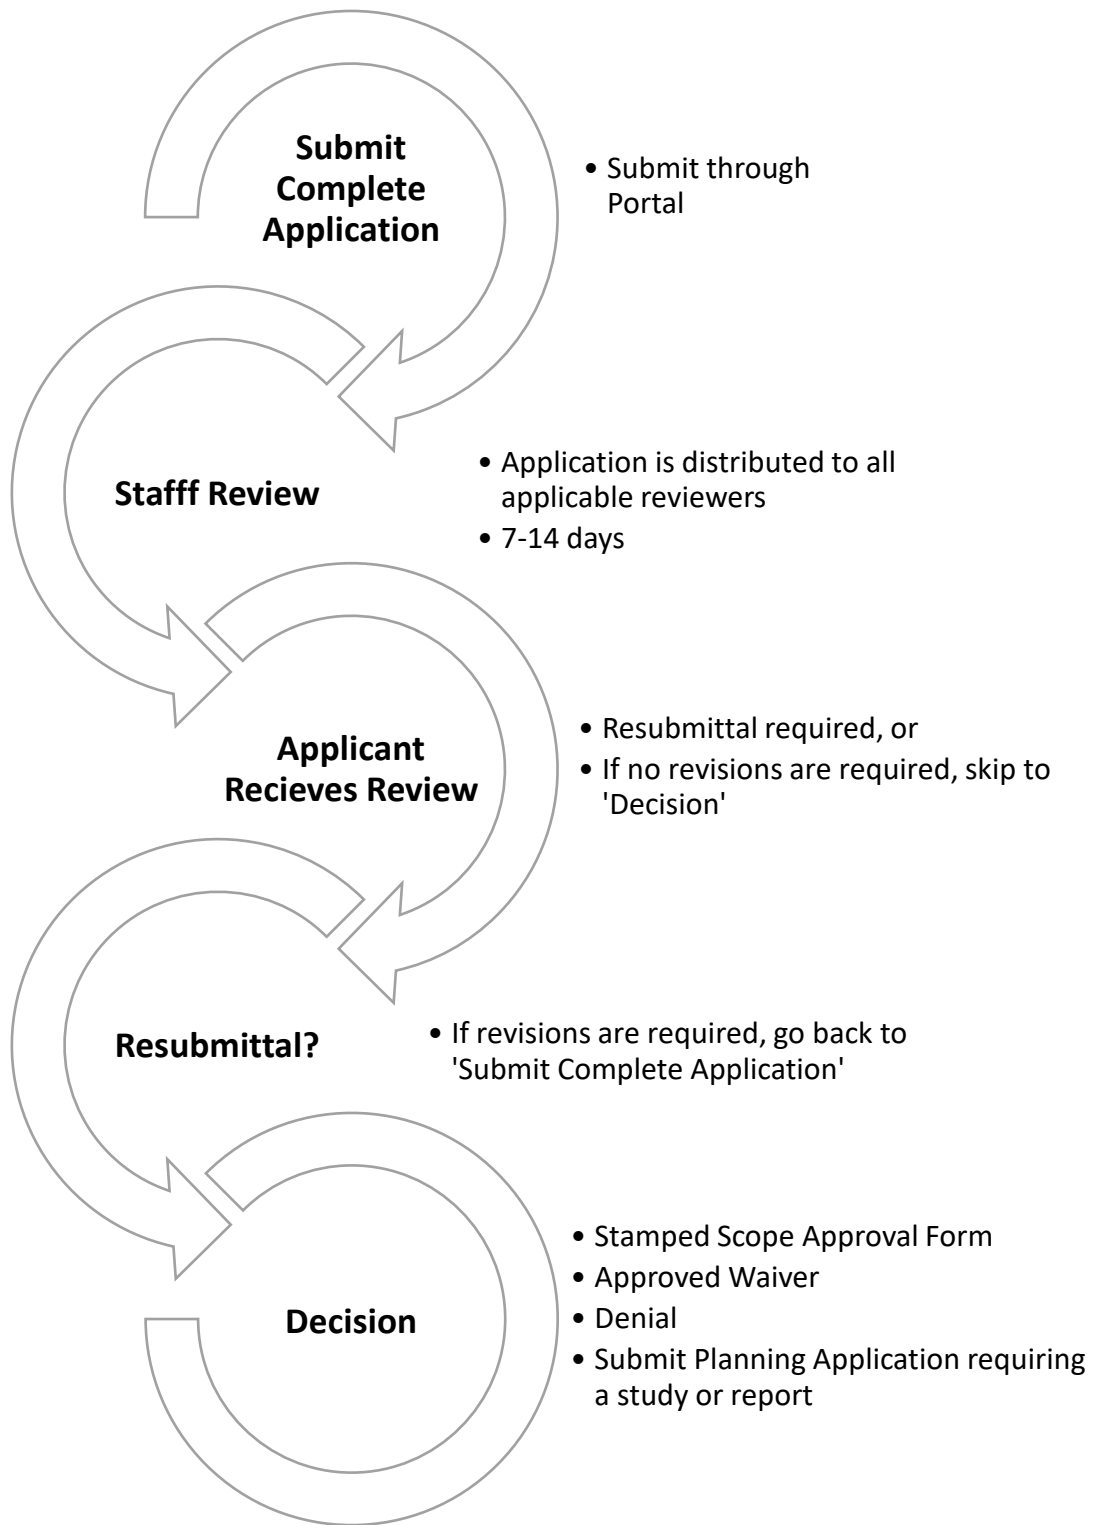 Submit
Complete
Application
• Submit through
Portal
Stafff Review
• Application is distributed to all
applicable reviewers
• 7-14 days
Applicant
Recieves Review
• Resubmittal required, or
• If no revisions are required, skip to
'Decision'
Resubmittal?
• If revisions are required, go back to
'Submit Complete Application'
Decision
• Stamped Scope Approval Form
• Approved Waiver
• Denial
• Submit Planning Application requiring
a study or report